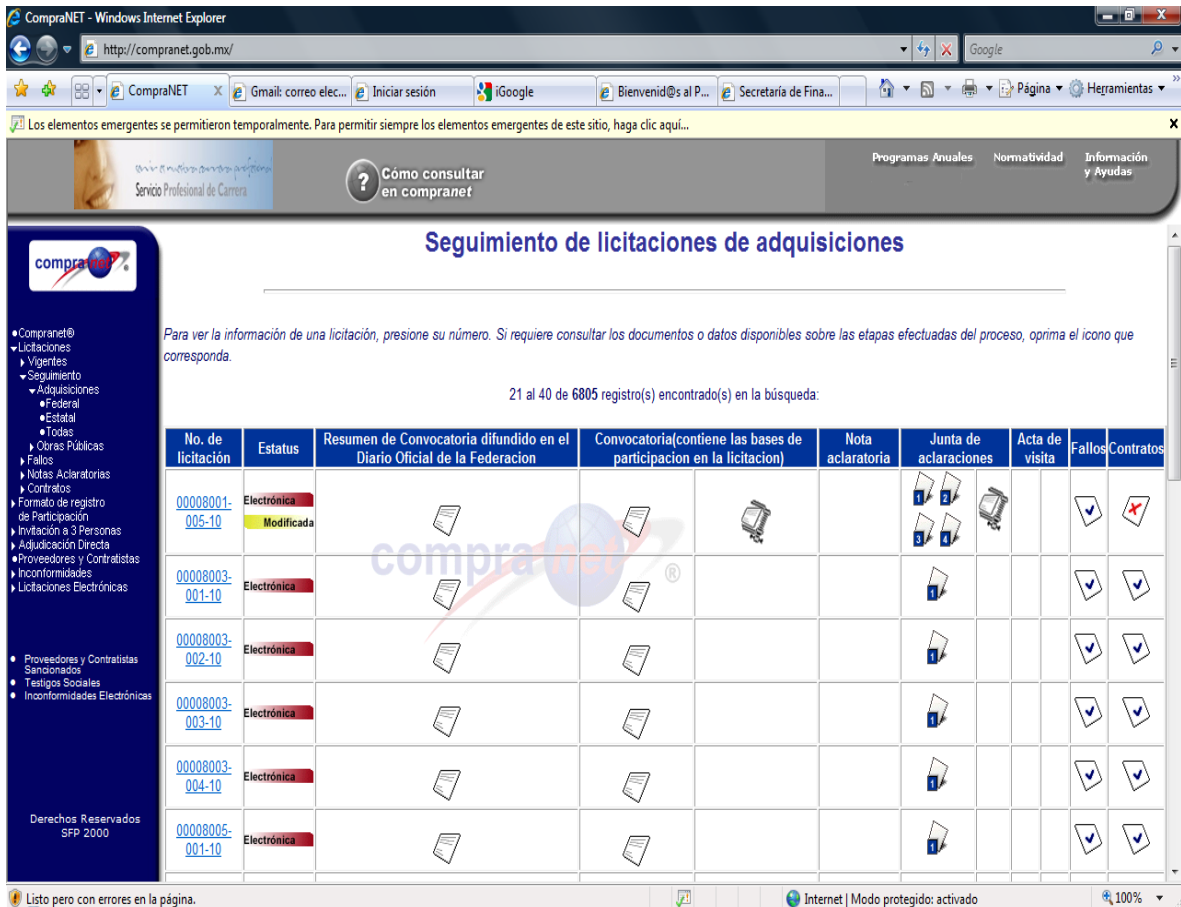 CompraNET - Windows Internet Explorer
http://compranet.gob.mx/
Google
CompraNET
Gmail: correo elec...
Iniciar sesión
iGoogle
Bienvenid@s al P...
Secretaría de Fina...
Página
Herramientas
Los elementos emergentes se permitieron temporalmente. Para permitir siempre los elementos emergentes de este sitio, haga clic aquí...
Servicio Profesional de Carrera
Cómo consultar
en compranet
Programas Anuales
Normatividad
Información
y Ayudas
compranet
Compranet®
Licitaciones
Vigentes
Seguimiento
Adquisiciones
Federal
Estatal
Todas
Obras Públicas
Fallos
Notas Aclaratorias
Contratos
Formato de registro
de Participación
Invitación a 3 Personas
Adjudicación Directa
Proveedores y Contratistas
Inconformidades
Licitaciones Electrónicas
Proveedores y Contratistas
Sancionados
Testigos Sociales
Inconformidades Electrónicas
Derechos Reservados
SFP 2000
Seguimiento de licitaciones de adquisiciones
Para ver la información de una licitación, presione su número. Si requiere consultar los documentos o datos disponibles sobre las etapas efectuadas del proceso, oprima el icono que
corresponda.
21 al 40 de 6805 registro(s) encontrado(s) en la búsqueda:
No. de
licitación
Estatus
Resumen de Convocatoria difundido en el
Diario Oficial de la Federacion
Convocatoria(contiene las bases de
participacion en la licitacion)
Nota
aclaratoria
Junta de
aclaraciones
Acta de
visita
Fallos
Contratos
00008001-
005-10
Electrónica
Modificada
1 2
3 4
compranet ®
00008003-
001-10
Electrónica
1
00008003-
002-10
Electrónica
1
00008003-
003-10
Electrónica
1
00008003-
004-10
Electrónica
1
00008005-
001-10
Electrónica
1
Listo pero con errores en la página.
Internet | Modo protegido: activado
100%